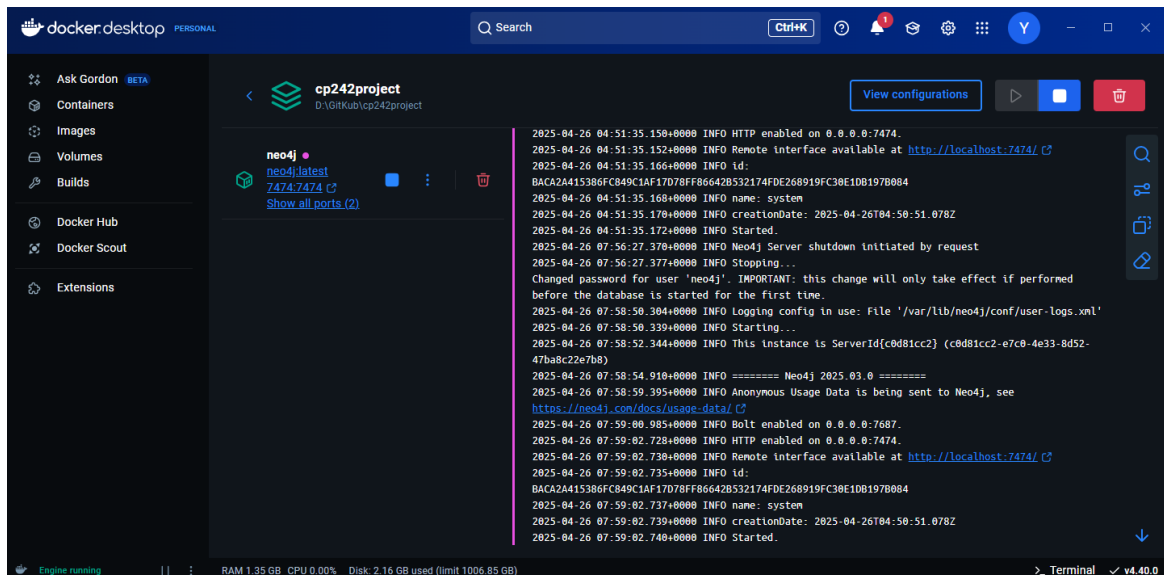 docker.desktop PERSONAL
Search
Ctrl+K
1
Y
Ask Gordon BETA
Containers
Images
Volumes
Builds
Docker Hub
Docker Scout
Extensions
cp242project
D:\GitKub\cp242project
View configurations
neo4j
neo4j:latest
7474:7474
Show all ports (2)
2025-04-26 04:51:35.150+0000 INFO HTTP enabled on 0.0.0.0:7474.
2025-04-26 04:51:35.152+0000 INFO Remote interface available at http://localhost:7474/
2025-04-26 04:51:35.166+0000 INFO id:
BACA2A415386FC849C1AF17D78FF86642B532174FDE268919FC30E1DB197B084
2025-04-26 04:51:35.168+0000 INFO name: system
2025-04-26 04:51:35.170+0000 INFO creationDate: 2025-04-26T04:50:51.078Z
2025-04-26 04:51:35.172+0000 INFO Started.
2025-04-26 07:56:27.370+0000 INFO Neo4j Server shutdown initiated by request
2025-04-26 07:56:27.377+0000 INFO Stopping...
Changed password for user 'neo4j'. IMPORTANT: this change will only take effect if performed
before the database is started for the first time.
2025-04-26 07:58:50.304+0000 INFO Logging config in use: File '/var/lib/neo4j/conf/user-logs.xml'
2025-04-26 07:58:50.339+0000 INFO Starting...
2025-04-26 07:58:52.344+0000 INFO This instance is ServerId{c0d81cc2} (c0d81cc2-e7c0-4e33-8d52-
47ba8c22e7b8)
2025-04-26 07:58:54.910+0000 INFO ======== Neo4j 2025.03.0 ========
2025-04-26 07:58:59.395+0000 INFO Anonymous Usage Data is being sent to Neo4j, see
https://neo4j.com/docs/usage-data/
2025-04-26 07:59:00.985+0000 INFO Bolt enabled on 0.0.0.0:7687.
2025-04-26 07:59:02.728+0000 INFO HTTP enabled on 0.0.0.0:7474.
2025-04-26 07:59:02.730+0000 INFO Remote interface available at http://localhost:7474/
2025-04-26 07:59:02.735+0000 INFO id:
BACA2A415386FC849C1AF17D78FF86642B532174FDE268919FC30E1DB197B084
2025-04-26 07:59:02.737+0000 INFO name: system
2025-04-26 07:59:02.739+0000 INFO creationDate: 2025-04-26T04:50:51.078Z
2025-04-26 07:59:02.740+0000 INFO Started.
Engine running
RAM 1.35 GB CPU 0.00% Disk: 2.16 GB used (limit 1006.85 GB)
Terminal
v4.40.0